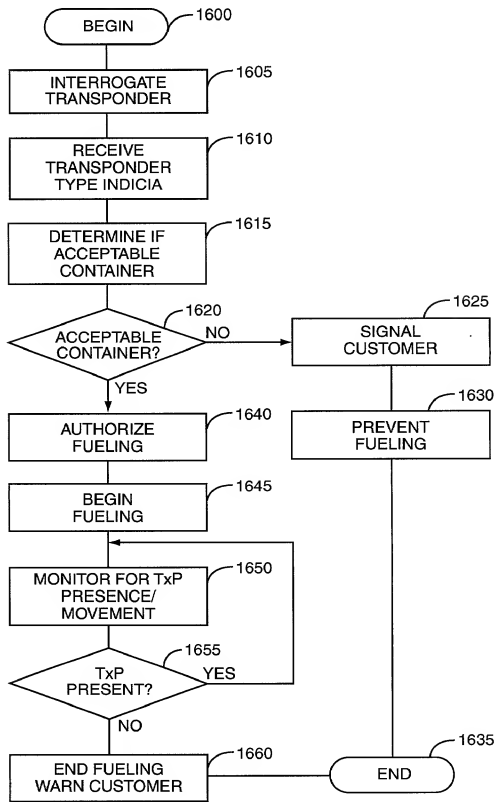 BEGIN
1600
INTERROGATE
TRANSPONDER
1605
RECEIVE
TRANSPONDER
TYPE INDICIA
1610
DETERMINE IF
ACCEPTABLE
CONTAINER
1615
ACCEPTABLE
CONTAINER?
1620
NO
YES
SIGNAL
CUSTOMER
1625
PREVENT
FUELING
1630
AUTHORIZE
FUELING
1640
BEGIN
FUELING
1645
MONITOR FOR TxP
PRESENCE/
MOVEMENT
1650
TxP
PRESENT?
1655
YES
NO
END FUELING
WARN CUSTOMER
1660
END
1635